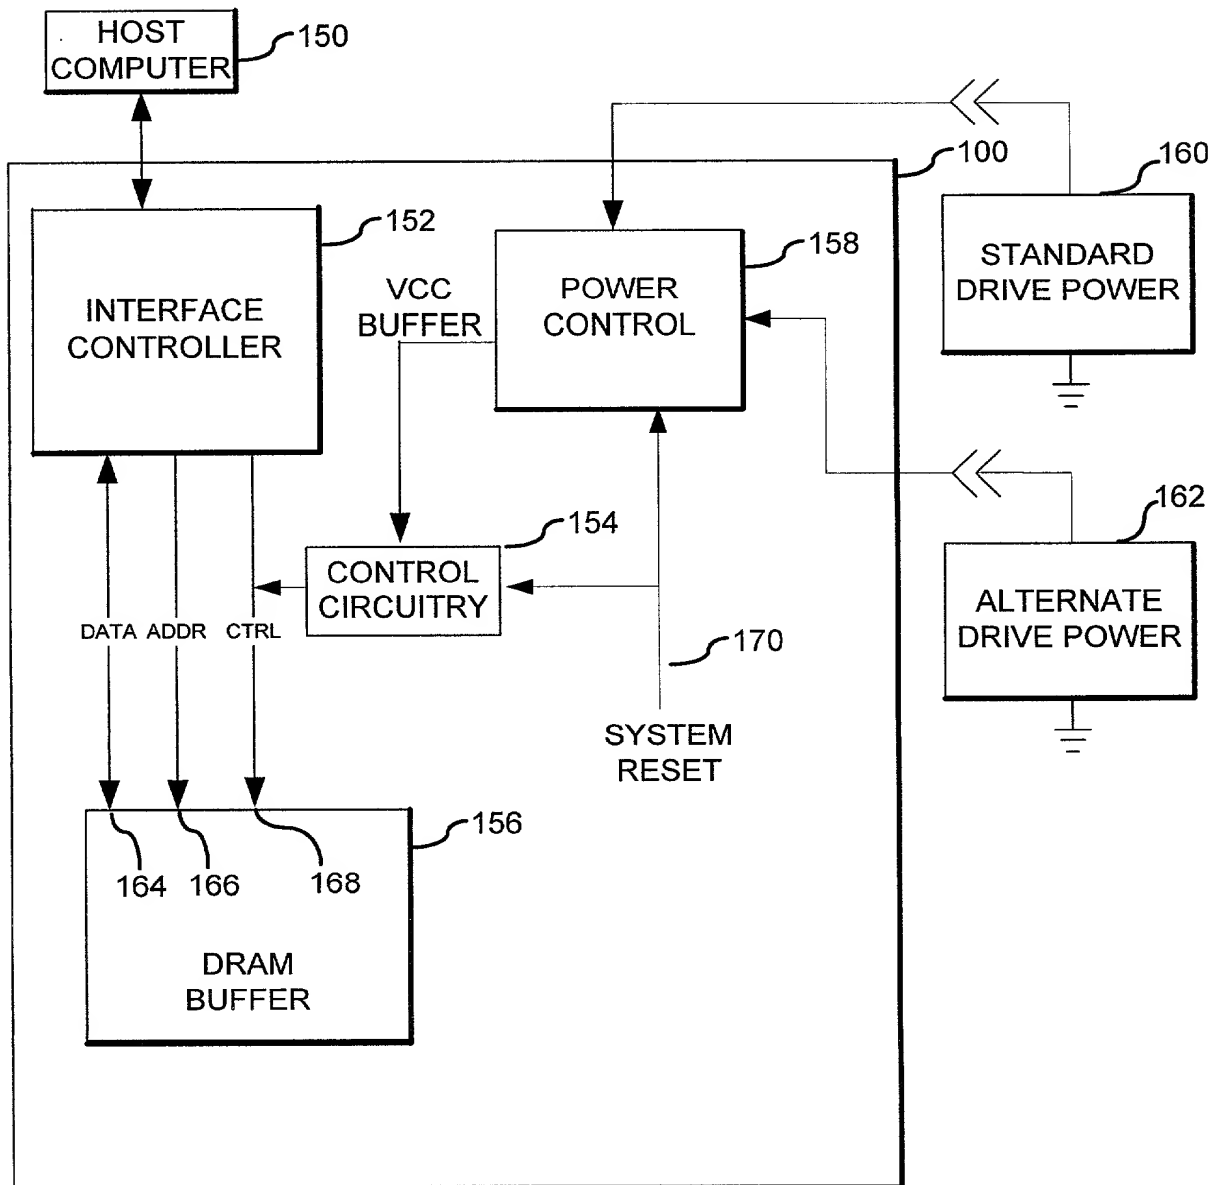 HOST
COMPUTER
150
100
160
152
158
STANDARD
DRIVE POWER
INTERFACE
CONTROLLER
VCC
BUFFER
POWER
CONTROL
162
154
CONTROL
CIRCUITRY
ALTERNATE
DRIVE POWER
DATA ADDR CTRL
170
SYSTEM
RESET
156
164 166 168
DRAM
BUFFER